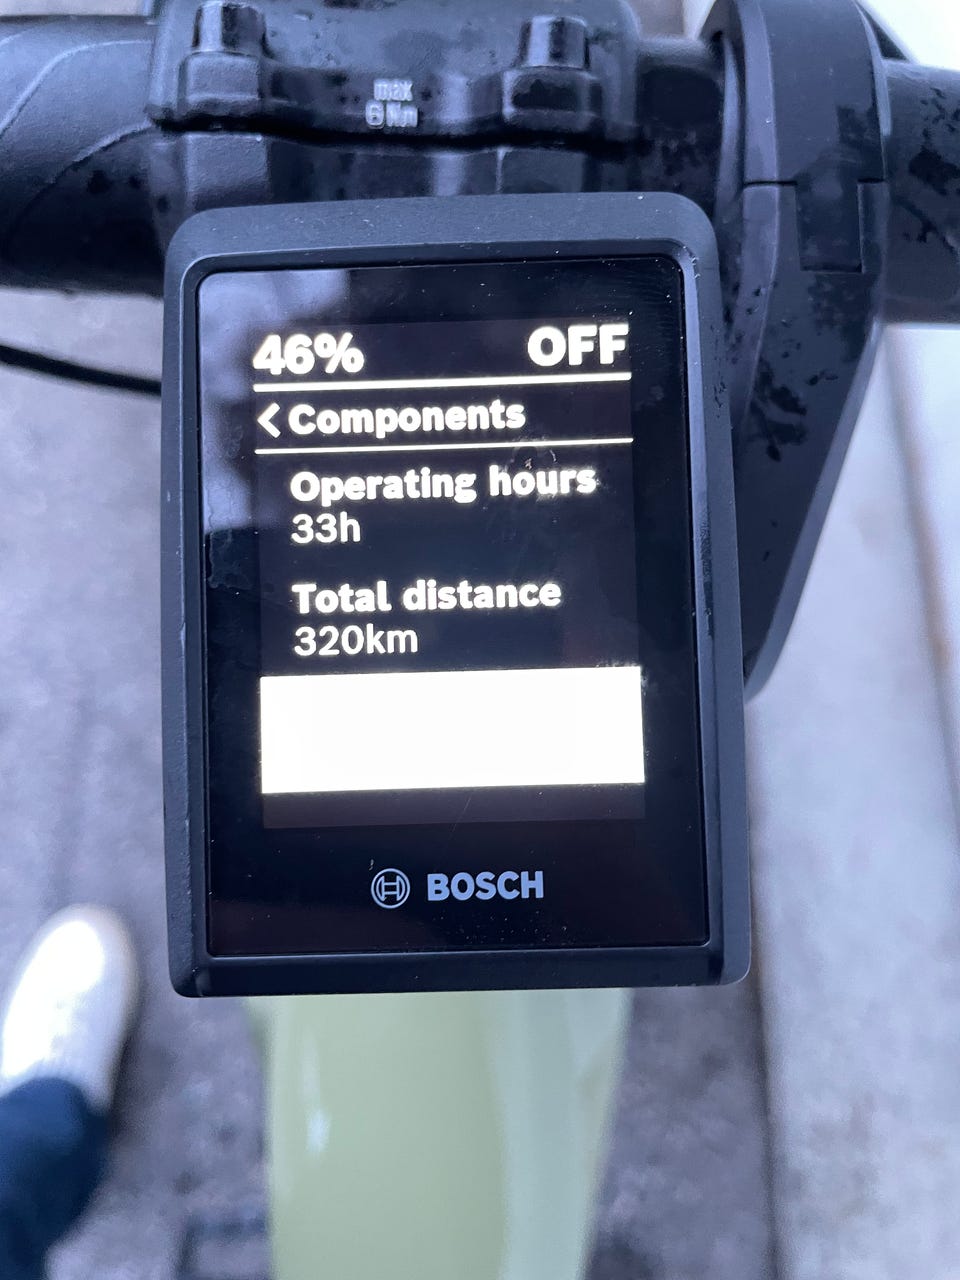 max
6 Nm
46% OFF
< Components
Operating hours
33h
Total distance
320km
BOSCH